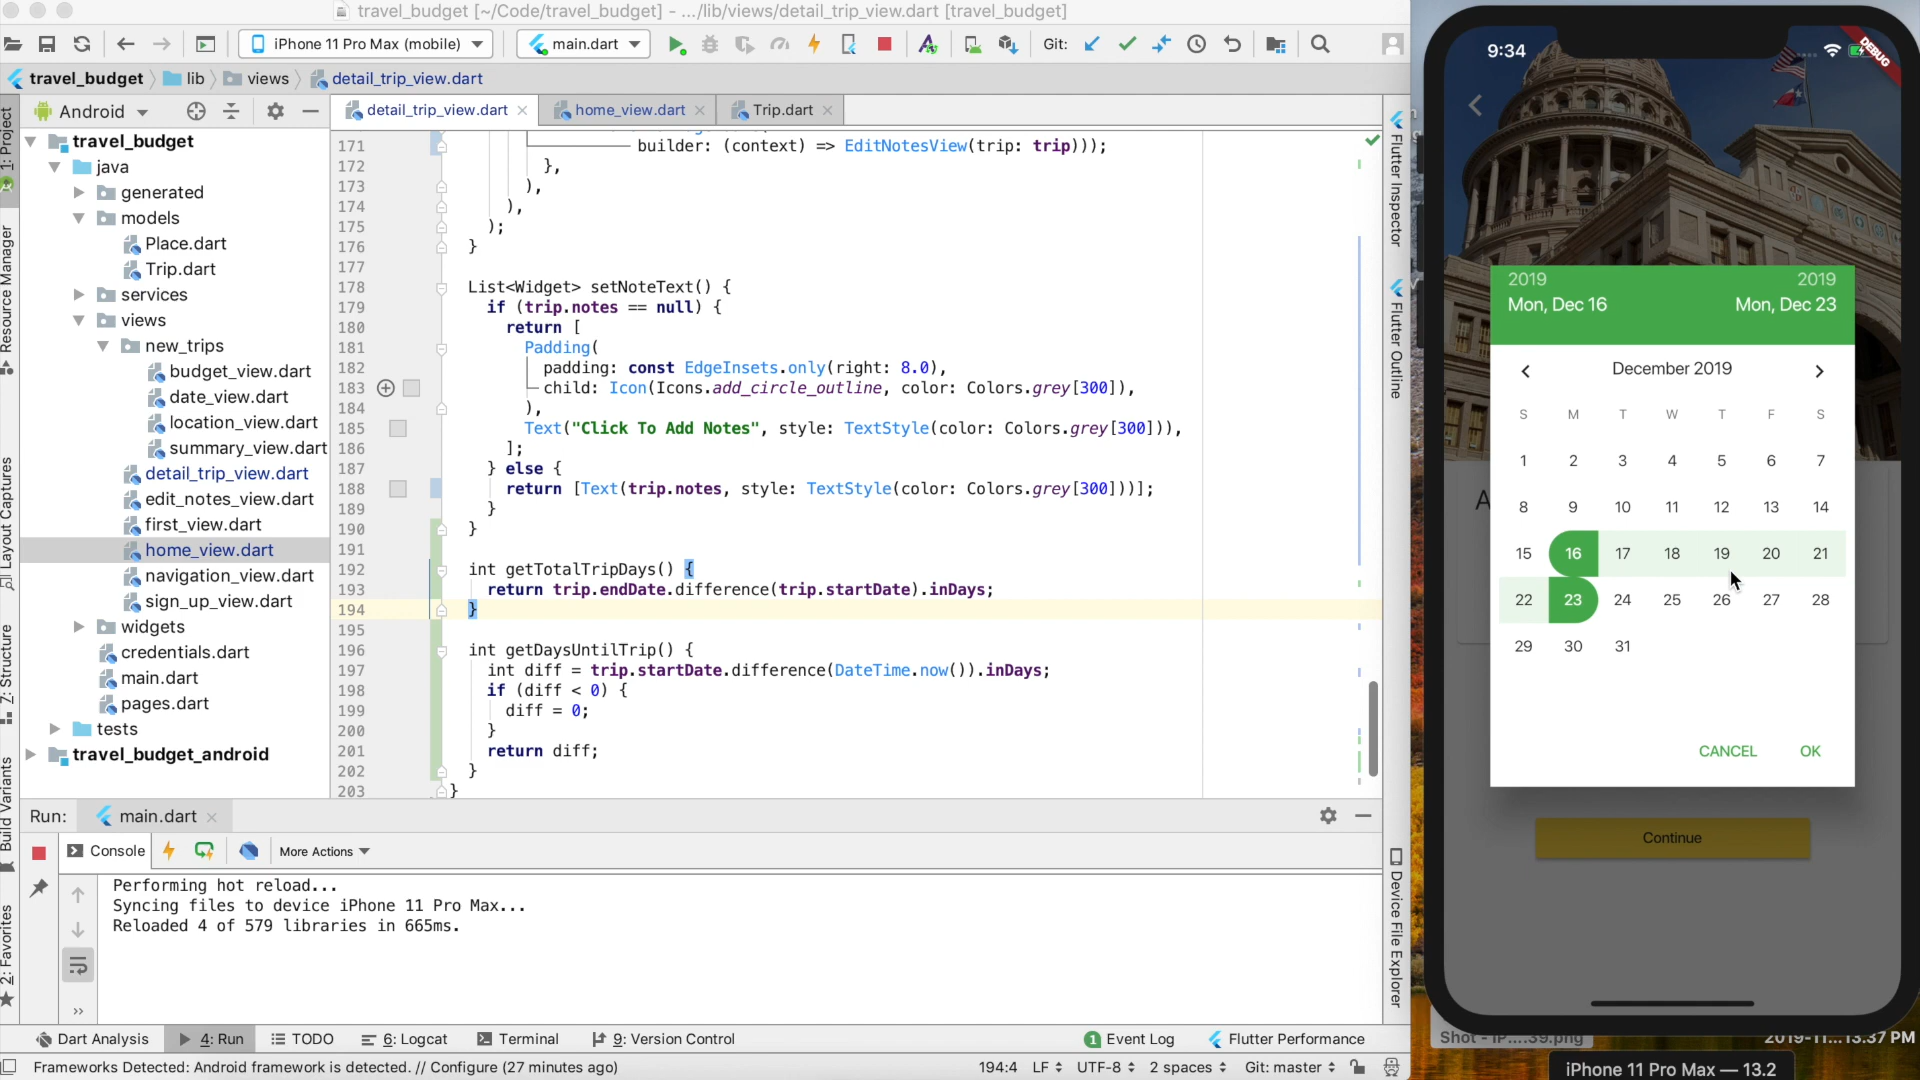 travel_budget [~/Code/travel_budget] - .../lib/views/detail_trip_view.dart [travel_budget]
iPhone 11 Pro Max (mobile)
main.dart
Git:
travel_budget
lib
views
detail_trip_view.dart
1: Project
Resource Manager
Layout Captures
Z: Structure
Build Variants
2: Favorites
Android
travel_budget
java
generated
models
Place.dart
Trip.dart
services
views
new_trips
budget_view.dart
date_view.dart
location_view.dart
summary_view.dart
detail_trip_view.dart
edit_notes_view.dart
first_view.dart
home_view.dart
navigation_view.dart
sign_up_view.dart
widgets
credentials.dart
main.dart
pages.dart
tests
travel_budget_android
detail_trip_view.dart
home_view.dart
Trip.dart
171 builder: (context) => EditNotesView(trip: trip)));
172 },
173 ),
174 ),
175 );
176 }
177
178 List<Widget> setNoteText() {
179 if (trip.notes == null) {
180 return [
181 Padding(
182 padding: const EdgeInsets.only(right: 8.0),
183 child: Icon(Icons.add_circle_outline, color: Colors.grey[300]),
184 ),
185 Text("Click To Add Notes", style: TextStyle(color: Colors.grey[300])),
186 ];
187 } else {
188 return [Text(trip.notes, style: TextStyle(color: Colors.grey[300]))];
189 }
190 }
191
192 int getTotalTripDays() {
193 return trip.endDate.difference(trip.startDate).inDays;
194 }
195
196 int getDaysUntilTrip() {
197 int diff = trip.startDate.difference(DateTime.now()).inDays;
198 if (diff < 0) {
199 diff = 0;
200 }
201 return diff;
202 }
203 }
Flutter Inspector
Flutter Outline
Device File Explorer
Run:
main.dart
Console
More Actions
Performing hot reload...
Syncing files to device iPhone 11 Pro Max...
Reloaded 4 of 579 libraries in 665ms.
Dart Analysis
4: Run
TODO
6: Logcat
Terminal
9: Version Control
1 Event Log
Flutter Performance
Frameworks Detected: Android framework is detected. // Configure (27 minutes ago)
194:4
LF
UTF-8
2 spaces
Git: master
9:34
DEBUG
A
2019 2019
Mon, Dec 16 Mon, Dec 23
December 2019
S M T W T F S
1 2 3 4 5 6 7
8 9 10 11 12 13 14
15 16 17 18 19 20 21
22 23 24 25 26 27 28
29 30 31
CANCEL OK
Continue
Shot - iP....39.png
2019-11...13.37 PM
iPhone 11 Pro Max — 13.2